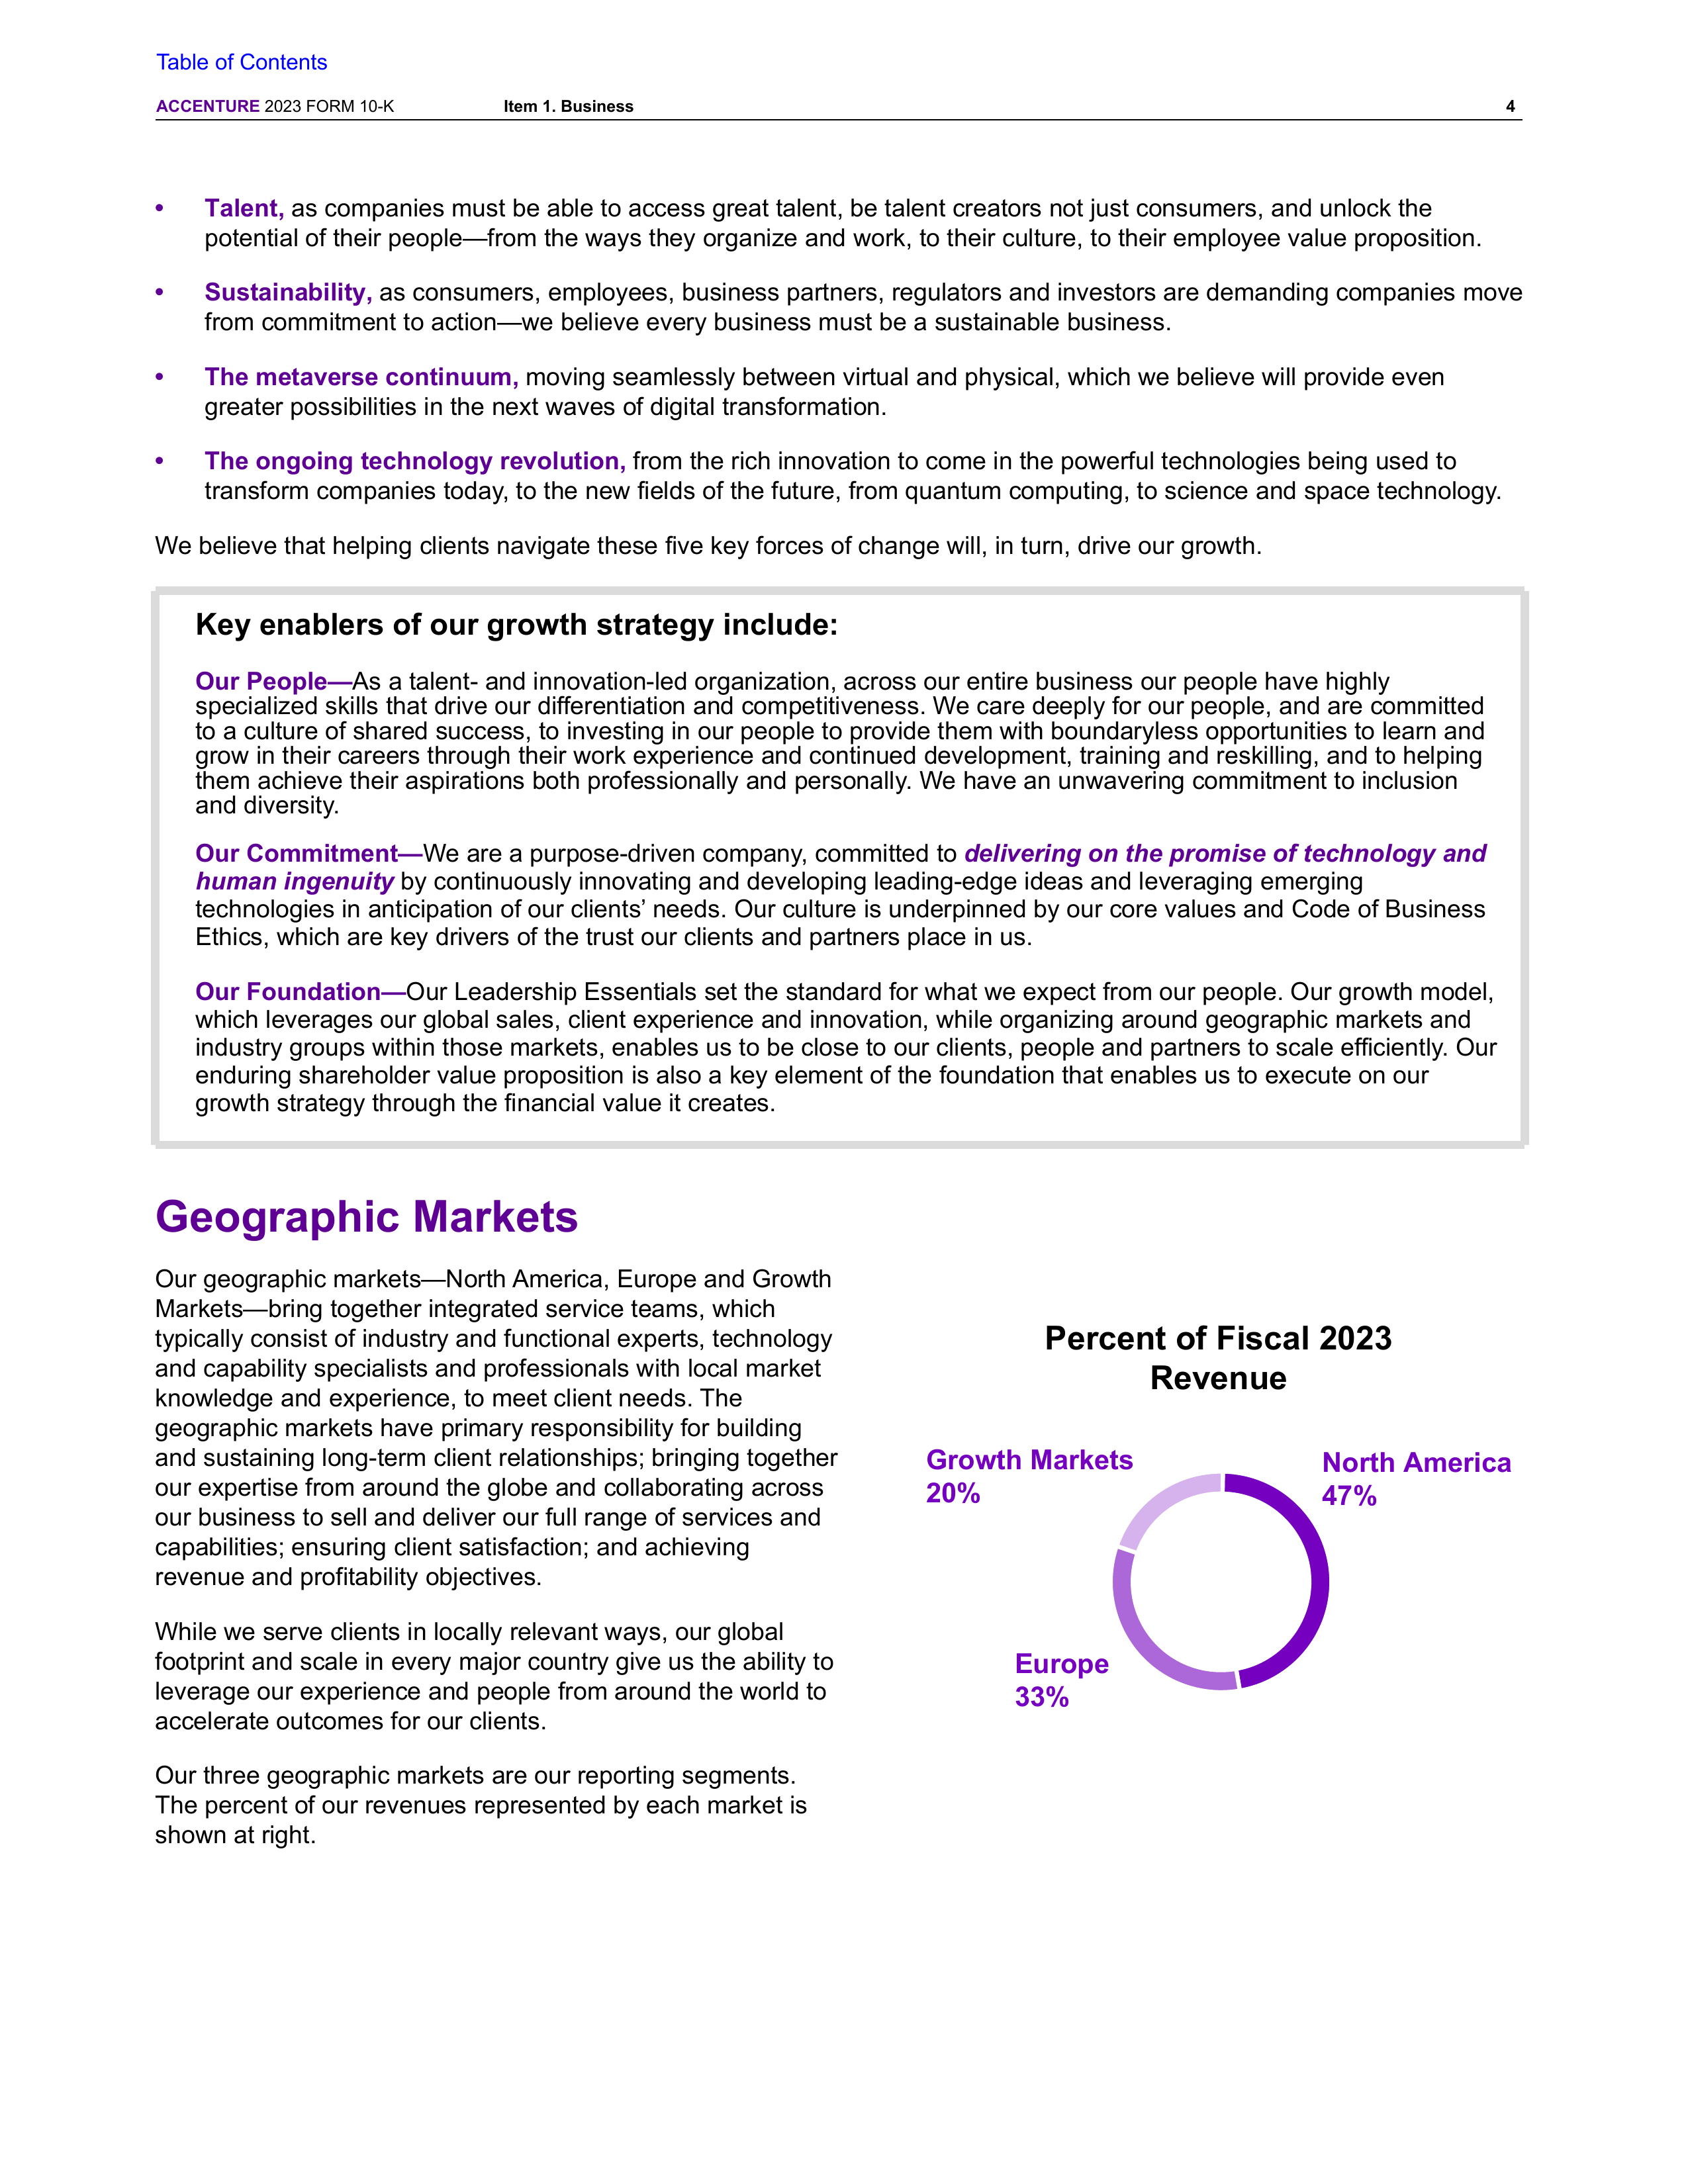 Table of Contents
ACCENTURE 2023 FORM 10-K Item 1. Business 4
• Talent, as companies must be able to access great talent, be talent creators not just consumers, and unlock the
potential of their people—from the ways they organize and work, to their culture, to their employee value proposition.
• Sustainability, as consumers, employees, business partners, regulators and investors are demanding companies move
from commitment to action—we believe every business must be a sustainable business.
• The metaverse continuum, moving seamlessly between virtual and physical, which we believe will provide even
greater possibilities in the next waves of digital transformation.
• The ongoing technology revolution, from the rich innovation to come in the powerful technologies being used to
transform companies today, to the new fields of the future, from quantum computing, to science and space technology.
We believe that helping clients navigate these five key forces of change will, in turn, drive our growth.
Key enablers of our growth strategy include:
Our People—As a talent- and innovation-led organization, across our entire business our people have highly
specialized skills that drive our differentiation and competitiveness. We care deeply for our people, and are committed
to a culture of shared success, to investing in our people to provide them with boundaryless opportunities to learn and
grow in their careers through their work experience and continued development, training and reskilling, and to helping
them achieve their aspirations both professionally and personally. We have an unwavering commitment to inclusion
and diversity.
Our Commitment—We are a purpose-driven company, committed to delivering on the promise of technology and
human ingenuity by continuously innovating and developing leading-edge ideas and leveraging emerging
technologies in anticipation of our clients’ needs. Our culture is underpinned by our core values and Code of Business
Ethics, which are key drivers of the trust our clients and partners place in us.
Our Foundation—Our Leadership Essentials set the standard for what we expect from our people. Our growth model,
which leverages our global sales, client experience and innovation, while organizing around geographic markets and
industry groups within those markets, enables us to be close to our clients, people and partners to scale efficiently. Our
enduring shareholder value proposition is also a key element of the foundation that enables us to execute on our
growth strategy through the financial value it creates.
Geographic Markets
Our geographic markets—North America, Europe and Growth
Markets—bring together integrated service teams, which
typically consist of industry and functional experts, technology
and capability specialists and professionals with local market
knowledge and experience, to meet client needs. The
geographic markets have primary responsibility for building
and sustaining long-term client relationships; bringing together
our expertise from around the globe and collaborating across
our business to sell and deliver our full range of services and
capabilities; ensuring client satisfaction; and achieving
revenue and profitability objectives.
While we serve clients in locally relevant ways, our global
footprint and scale in every major country give us the ability to
leverage our experience and people from around the world to
accelerate outcomes for our clients.
Our three geographic markets are our reporting segments.
The percent of our revenues represented by each market is
shown at right.
Percent of Fiscal 2023
Revenue
Growth Markets
20%
North America
47%
Europe
33%